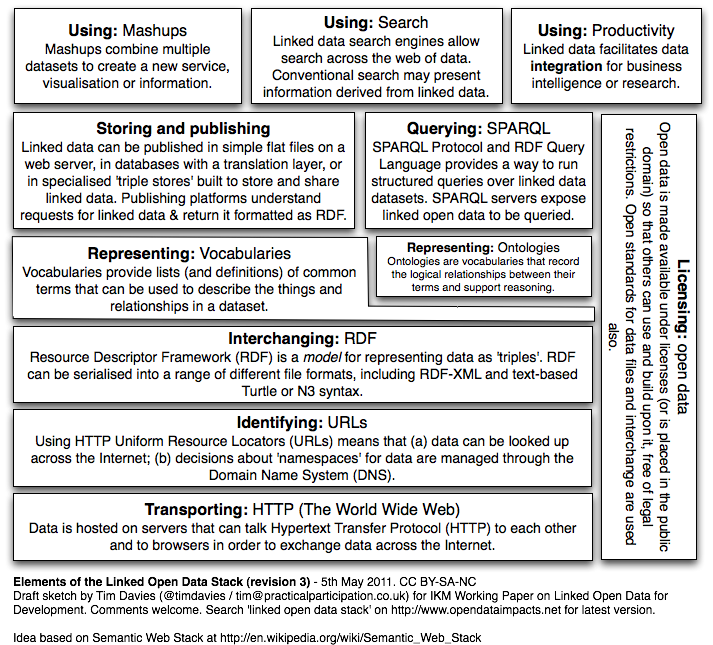 Using: Mashups
Mashups combine multiple
datasets to create a new service,
visualisation or information.
Using: Search
Linked data search engines allow
search across the web of data.
Conventional search may present
information derived from linked data.
Using: Productivity
Linked data facilitates data
integration for business
intelligence or research.
Storing and publishing
Linked data can be published in simple flat files on a
web server, in databases with a translation layer, or
in specialised 'triple stores' built to store and share
linked data. Publishing platforms understand
requests for linked data & return it formatted as RDF.
Querying: SPARQL
SPARQL Protocol and RDF Query
Language provides a way to run
structured queries over linked data
datasets. SPARQL servers expose
linked open data to be queried.
Licensing: open data
Open data is made available under licenses (or is placed in the public
domain) so that others can use and build upon it, free of legal
restrictions. Open standards for data files and interchange are used
also.
Representing: Vocabularies
Vocabularies provide lists (and definitions) of common
terms that can be used to describe the things and
relationships in a dataset.
Representing: Ontologies
Ontologies are vocabularies that record
the logical relationships between their
terms and support reasoning.
Interchanging: RDF
Resource Descriptor Framework (RDF) is a model for representing data as 'triples'. RDF
can be serialised into a range of different file formats, including RDF-XML and text-based
Turtle or N3 syntax.
Identifying: URLs
Using HTTP Uniform Resource Locators (URLs) means that (a) data can be looked up
across the Internet; (b) decisions about 'namespaces' for data are managed through the
Domain Name System (DNS).
Transporting: HTTP (The World Wide Web)
Data is hosted on servers that can talk Hypertext Transfer Protocol (HTTP) to each other
and to browsers in order to exchange data across the Internet.
Elements of the Linked Open Data Stack (revision 3) - 5th May 2011. CC BY-SA-NC
Draft sketch by Tim Davies (@timdavies / tim@practicalparticipation.co.uk) for IKM Working Paper on Linked Open Data for
Development. Comments welcome. Search 'linked open data stack' on http://www.opendataimpacts.net for latest version.
Idea based on Semantic Web Stack at http://en.wikipedia.org/wiki/Semantic_Web_Stack